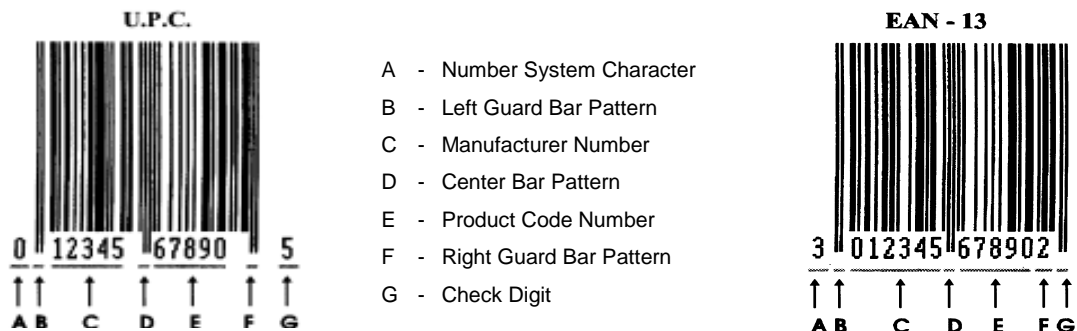 U.P.C.
0 12345 67890 5
A B C D E F G
A - Number System Character
B - Left Guard Bar Pattern
C - Manufacturer Number
D - Center Bar Pattern
E - Product Code Number
F - Right Guard Bar Pattern
G - Check Digit
EAN - 13
3 012345 678902
A B C D E F G